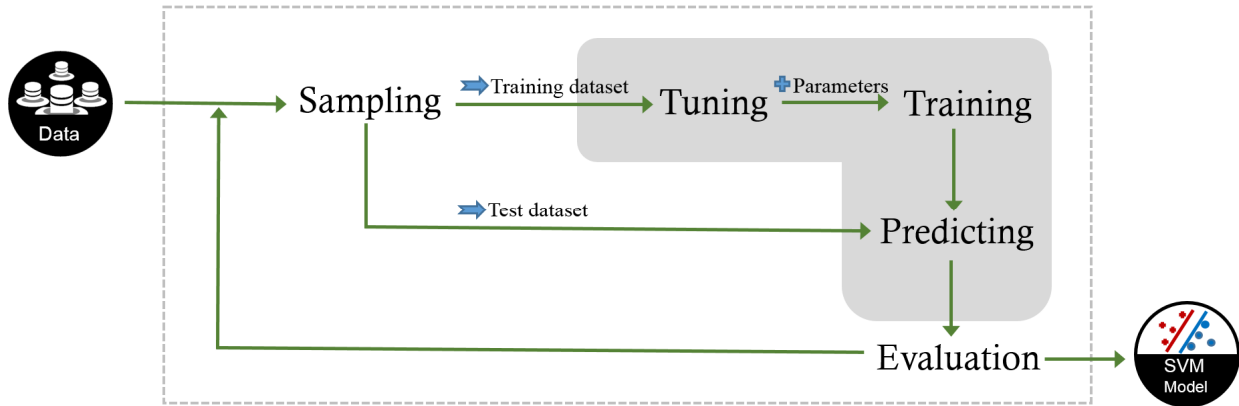 Data
Sampling
Training dataset
Tuning
Parameters
Training
Test dataset
Predicting
Evaluation
SVM
Model